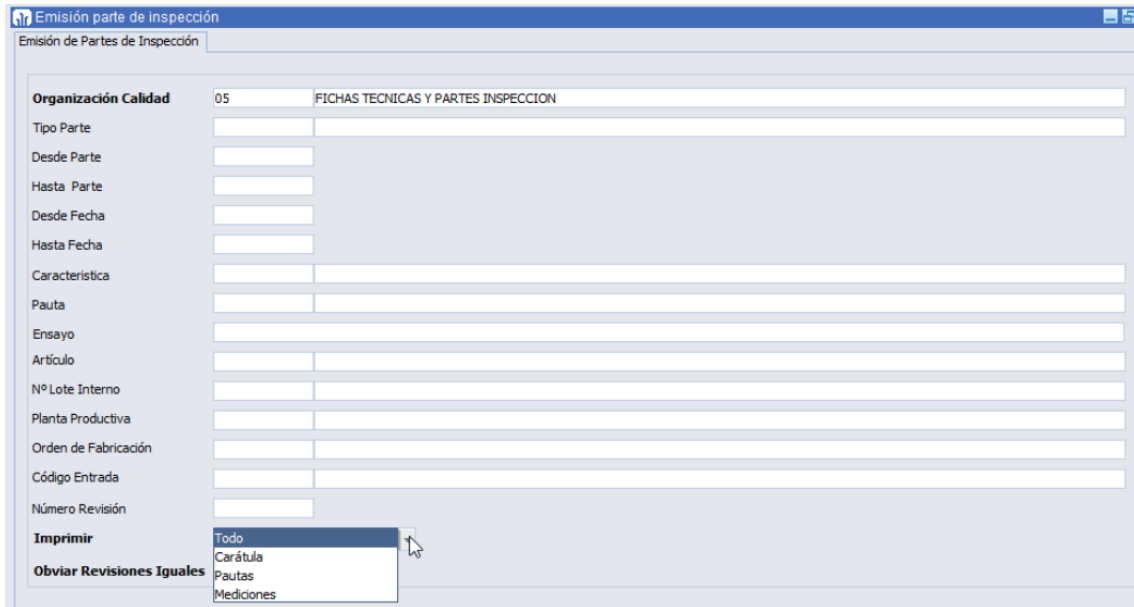 Emisión parte de inspección
Emisión de Partes de Inspección
Organización Calidad 05 FICHAS TECNICAS Y PARTES INSPECCION
Tipo Parte
Desde Parte
Hasta Parte
Desde Fecha
Hasta Fecha
Caracteristica
Pauta
Ensayo
Artículo
Nº Lote Interno
Planta Productiva
Orden de Fabricación
Código Entrada
Número Revisión
Imprimir Todo
Carátula
Obviar Revisiones Iguales Pautas
Mediciones